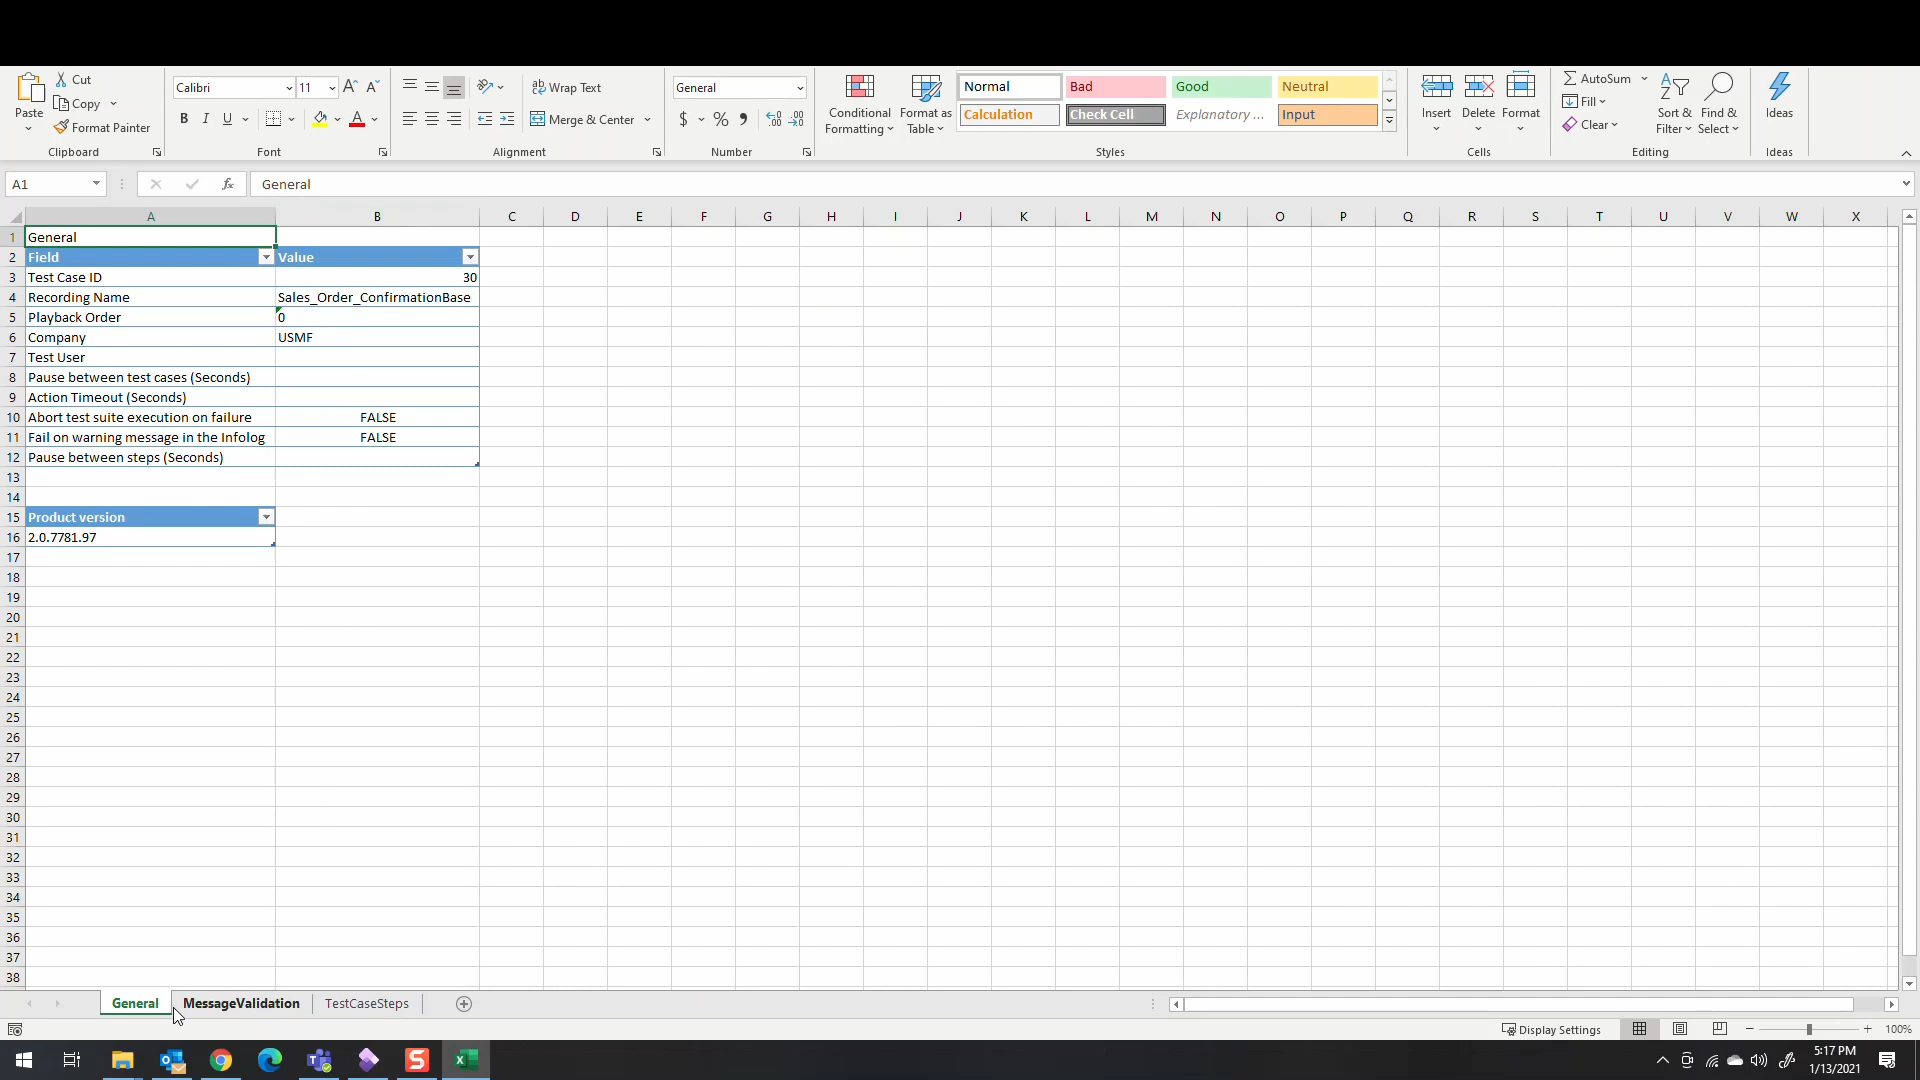 Cut
Copy
Paste
Format Painter
Clipboard
Calibri 11
B I U A
Font
Wrap Text
Merge & Center
Alignment
General
$ % 9
Number
Conditional Formatting
Format as Table
Normal Bad Good Neutral
Calculation Check Cell Explanatory ... Input
Styles
Insert Delete Format
Cells
AutoSum
Fill
Clear
Sort & Filter
Find & Select
Editing
Ideas
Ideas
A1 fx General
A B C D E F G H I J K L M N O P Q R S T U V W X
1 General
2 Field Value
3 Test Case ID 30
4 Recording Name Sales_Order_ConfirmationBase
5 Playback Order 0
6 Company USMF
7 Test User
8 Pause between test cases (Seconds)
9 Action Timeout (Seconds)
10 Abort test suite execution on failure FALSE
11 Fail on warning message in the Infolog FALSE
12 Pause between steps (Seconds)
13
14
15 Product version
16 2.0.7781.97
17
18
19
20
21
22
23
24
25
26
27
28
29
30
31
32
33
34
35
36
37
38
General MessageValidation TestCaseSteps
Display Settings 100%
5:17 PM
1/13/2021